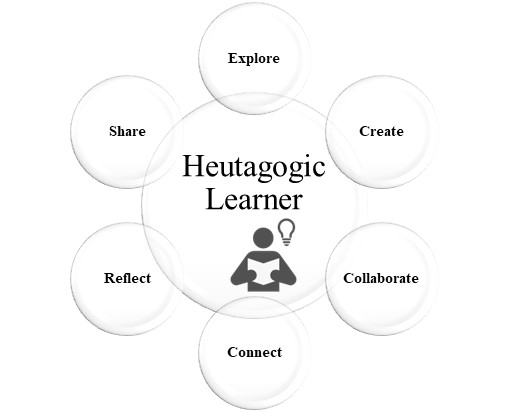 Explore
Share
Create
Heutagogic
Learner
Reflect
Collaborate
Connect